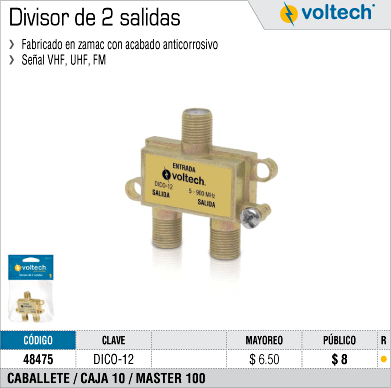 Divisor de 2 salidas
voltech®
› Fabricado en zamac con acabado anticorrosivo
› Señal VHF, UHF, FM
ENTRADA
voltech
DICO-12
5 - 900 MHz
SALIDA
SALIDA
voltech
CÓDIGO CLAVE MAYOREO PÚBLICO R
48475 DICO-12 $ 6.50 $ 8
CABALLETE / CAJA 10 / MASTER 100